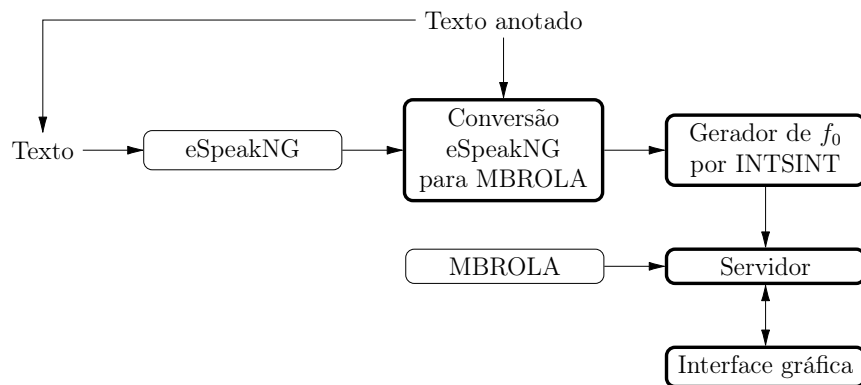 Texto anotado
Texto
eSpeakNG
Conversão
eSpeakNG
para MBROLA
Gerador de f₀
por INTSINT
MBROLA
Servidor
Interface gráfica